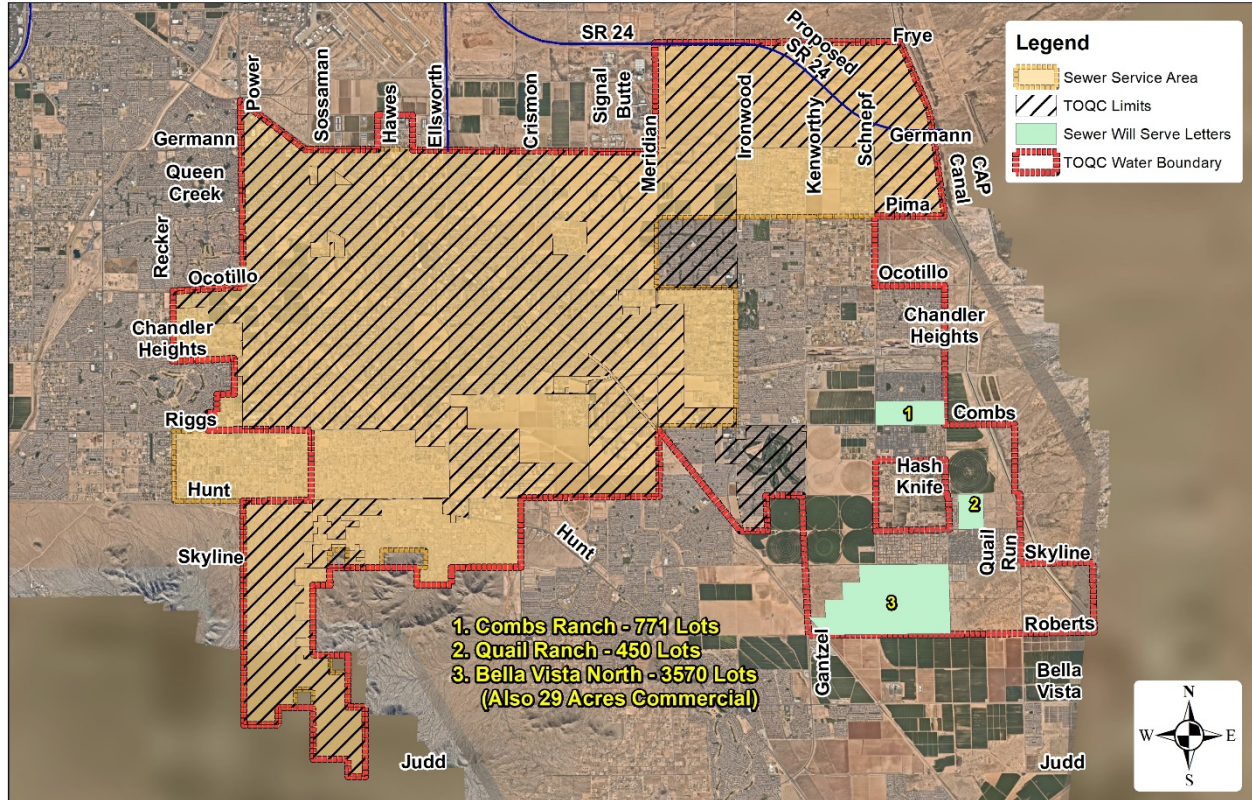 SR 24
Proposed
SR 24
Frye
Power
Sossaman
Hawes
Ellsworth
Crismon
Signal
Butte
Meridian
Ironwood
Kenworthy
Schnepf
Germann
Germann
CAP
Canal
Queen
Creek
Pima
Recker
Ocotillo
Ocotillo
Chandler
Heights
Chandler
Heights
Riggs
1
Combs
Hash
Knife
Hunt
2
Quail
Run
Hunt
Skyline
Skyline
3
Roberts
Gantzel
Bella
Vista
Judd
Judd
1. Combs Ranch - 771 Lots
2. Quail Ranch - 450 Lots
3. Bella Vista North - 3570 Lots
(Also 29 Acres Commercial)
Legend
Sewer Service Area
TOQC Limits
Sewer Will Serve Letters
TOQC Water Boundary
N
W E
S